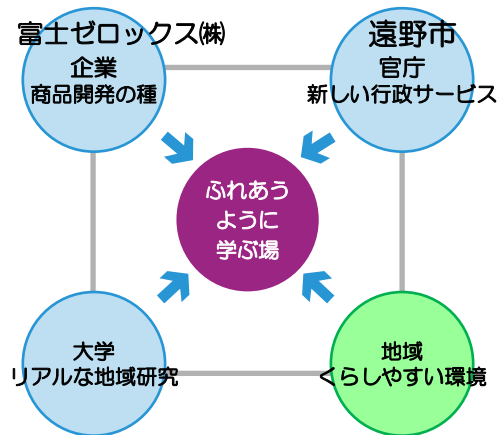 富士ゼロックス㈱
企業
商品開発の種
遠野市
官庁
新しい行政サービス
ふれあう
ように
学ぶ場
大学
リアルな地域研究
地域
くらしやすい環境